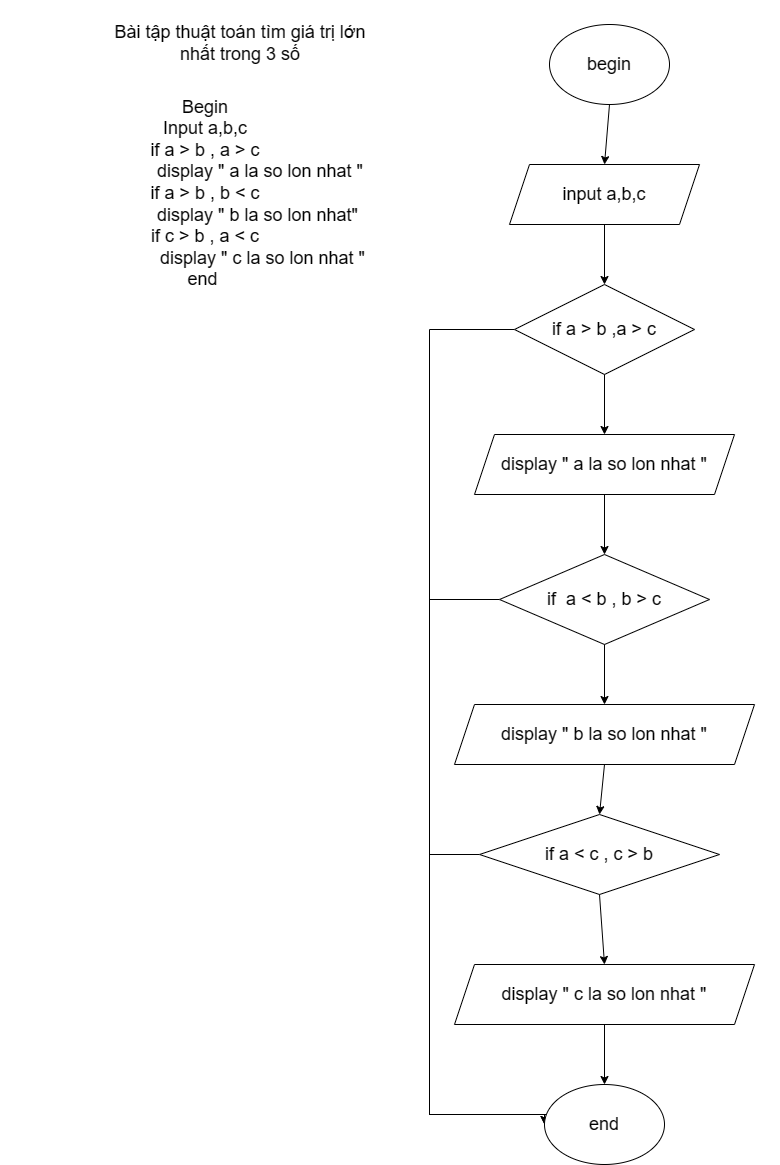 Bài tập thuật toán tìm giá trị lớn
nhất trong 3 số
Begin
Input a,b,c
if a > b , a > c
display " a la so lon nhat "
if a > b , b < c
display " b la so lon nhat"
if c > b , a < c
display " c la so lon nhat "
end
begin
input a,b,c
if a > b ,a > c
display " a la so lon nhat "
if a < b , b > c
display " b la so lon nhat "
if a < c , c > b
display " c la so lon nhat "
end